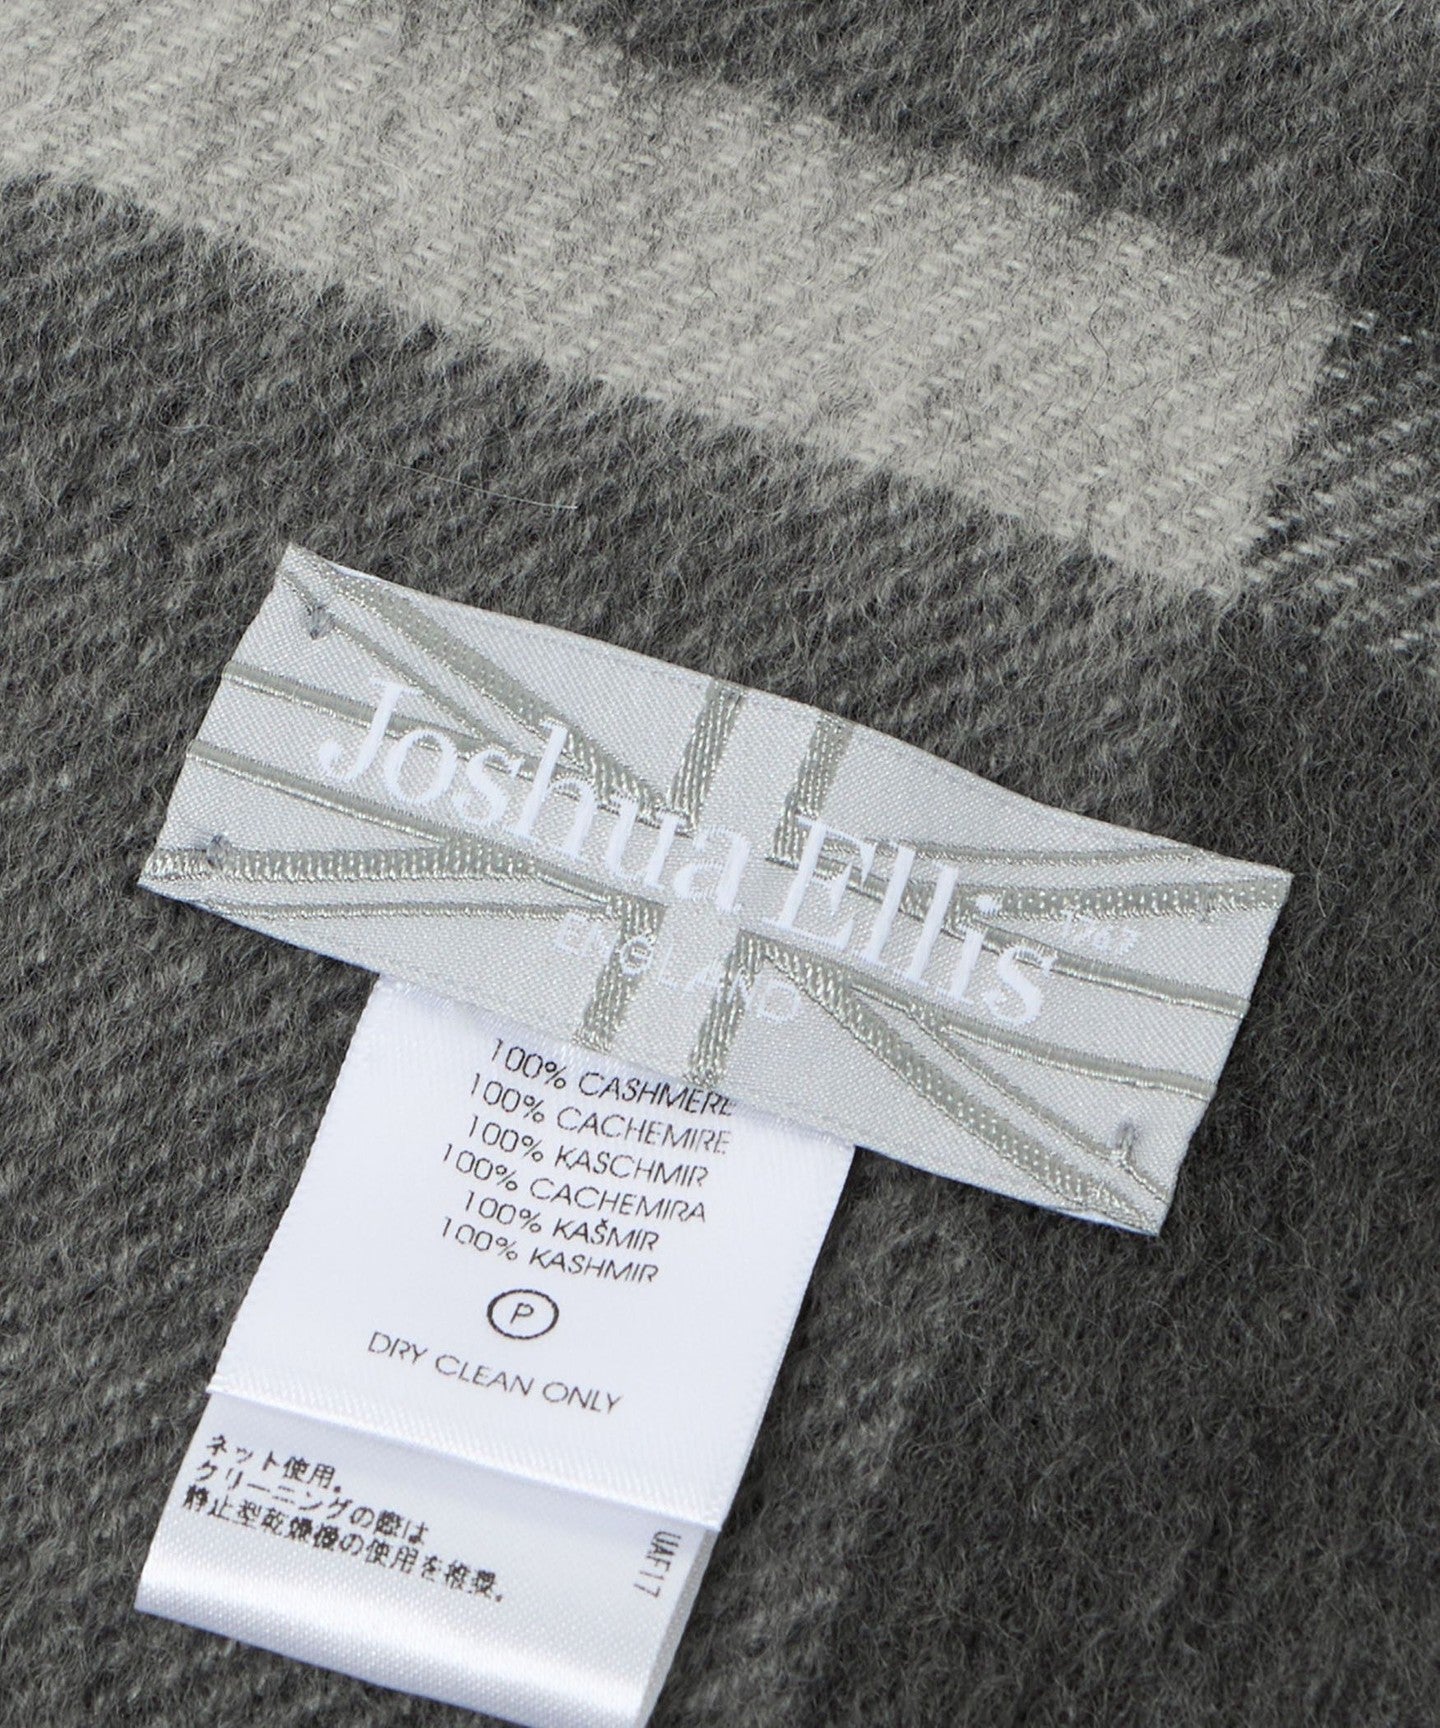 Joshua Ellis
1767
ENGLAND
100% CASHMERE
100% CACHEMIRE
100% KASCHMIR
100% CACHEMIRA
100% KAŠMIR
100% KASHMIR
P
DRY CLEAN ONLY
ネット使用。
クリーニングの際は
静止型乾燥機の使用を推奨。
UAF17